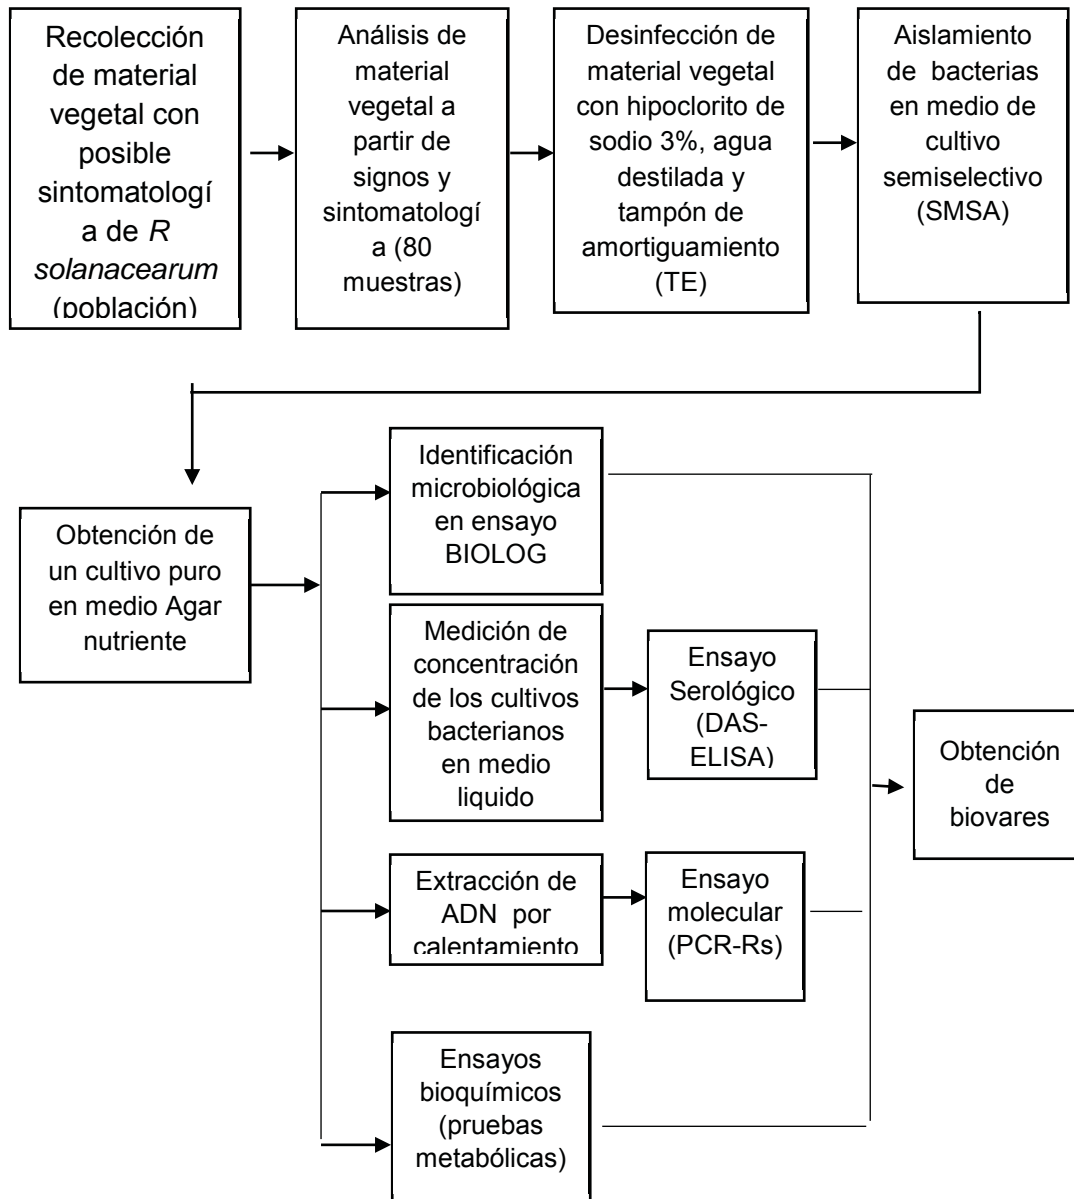 Recolección
de material
vegetal con
posible
sintomatologí
a de R
solanacearum
(población)
Análisis de
material
vegetal a
partir de
signos y
sintomatologí
a (80
muestras)
Desinfección de
material vegetal
con hipoclorito de
sodio 3%, agua
destilada y
tampón de
amortiguamiento
(TE)
Aislamiento
de bacterias
en medio de
cultivo
semiselectivo
(SMSA)
Obtención de
un cultivo puro
en medio Agar
nutriente
Identificación
microbiológica
en ensayo
BIOLOG
Medición de
concentración
de los cultivos
bacterianos
en medio
liquido
Ensayo
Serológico
(DAS-
ELISA)
Extracción de
ADN por
calentamiento
Ensayo
molecular
(PCR-Rs)
Ensayos
bioquímicos
(pruebas
metabólicas)
Obtención
de
biovares